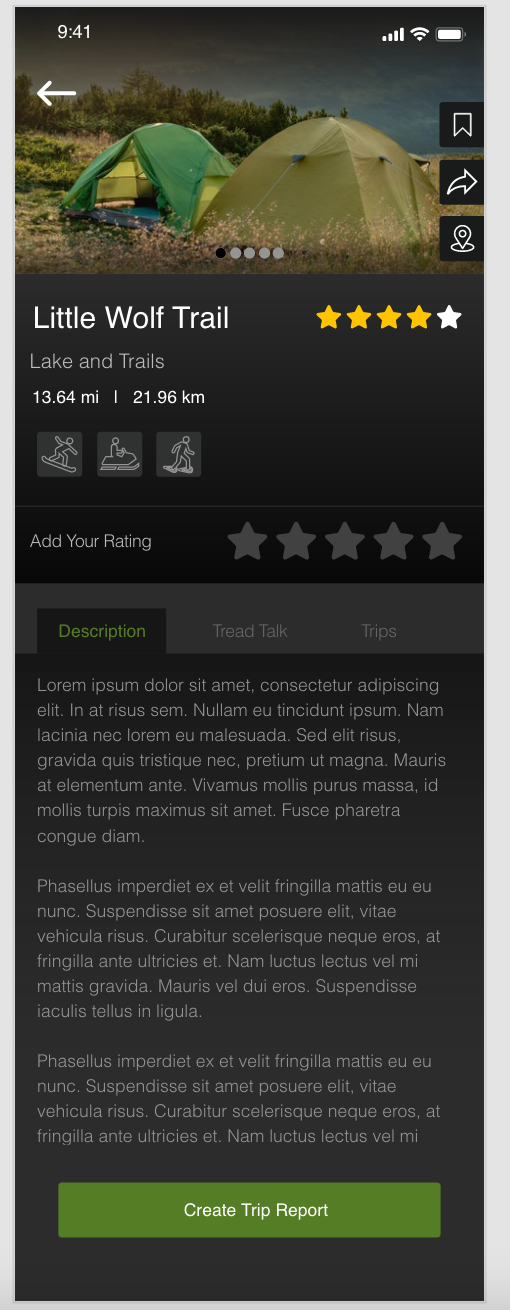 9:41
Little Wolf Trail
Lake and Trails
13.64 mi | 21.96 km
Add Your Rating
Description Tread Talk Trips
Lorem ipsum dolor sit amet, consectetur adipiscing
elit. In at risus sem. Nullam eu tincidunt ipsum. Nam
lacinia nec lorem eu malesuada. Sed elit risus,
gravida quis tristique nec, pretium ut magna. Mauris
at elementum ante. Vivamus mollis purus massa, id
mollis turpis maximus sit amet. Fusce pharetra
congue diam.
Phasellus imperdiet ex et velit fringilla mattis eu eu
nunc. Suspendisse sit amet posuere elit, vitae
vehicula risus. Curabitur scelerisque neque eros, at
fringilla ante ultricies et. Nam luctus lectus vel mi
mattis gravida. Mauris vel dui eros. Suspendisse
iaculis tellus in ligula.
Phasellus imperdiet ex et velit fringilla mattis eu eu
nunc. Suspendisse sit amet posuere elit, vitae
vehicula risus. Curabitur scelerisque neque eros, at
fringilla ante ultricies et. Nam luctus lectus vel mi
Create Trip Report